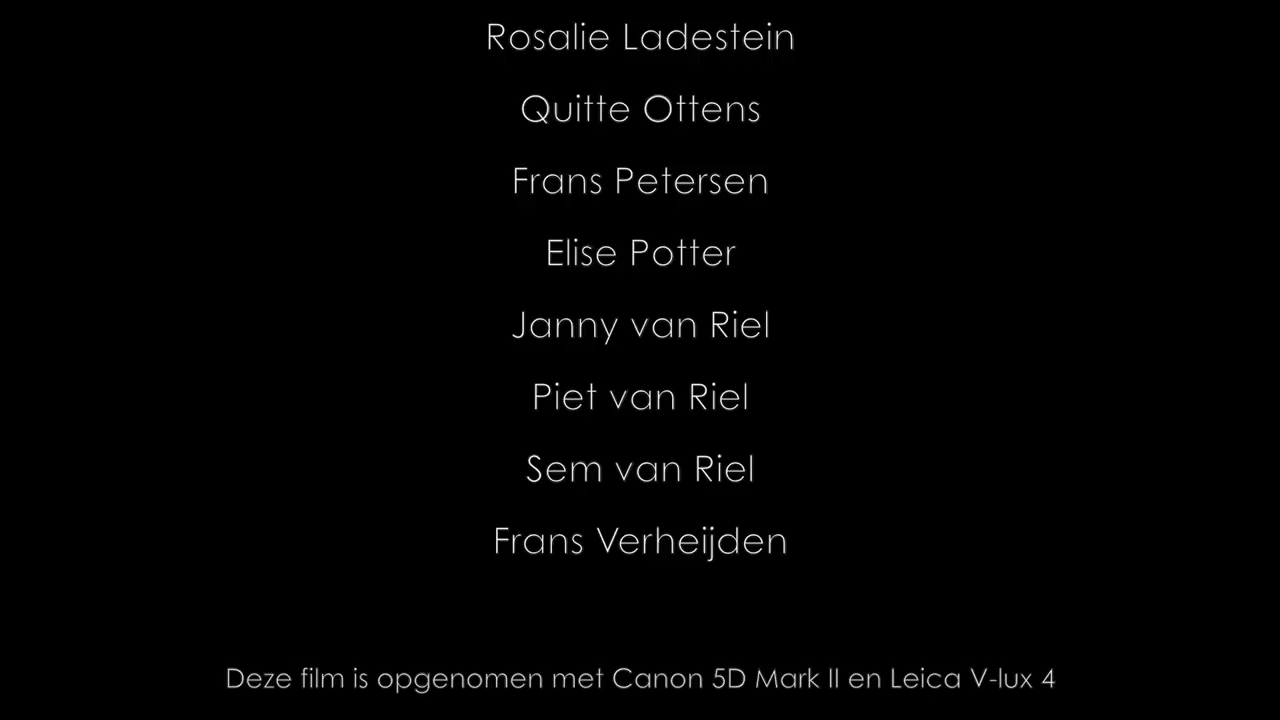 Rosalie Ladestein
Quitte Ottens
Frans Petersen
Elise Potter
Janny van Riel
Piet van Riel
Sem van Riel
Frans Verheijden
Deze film is opgenomen met Canon 5D Mark II en Leica V-lux 4